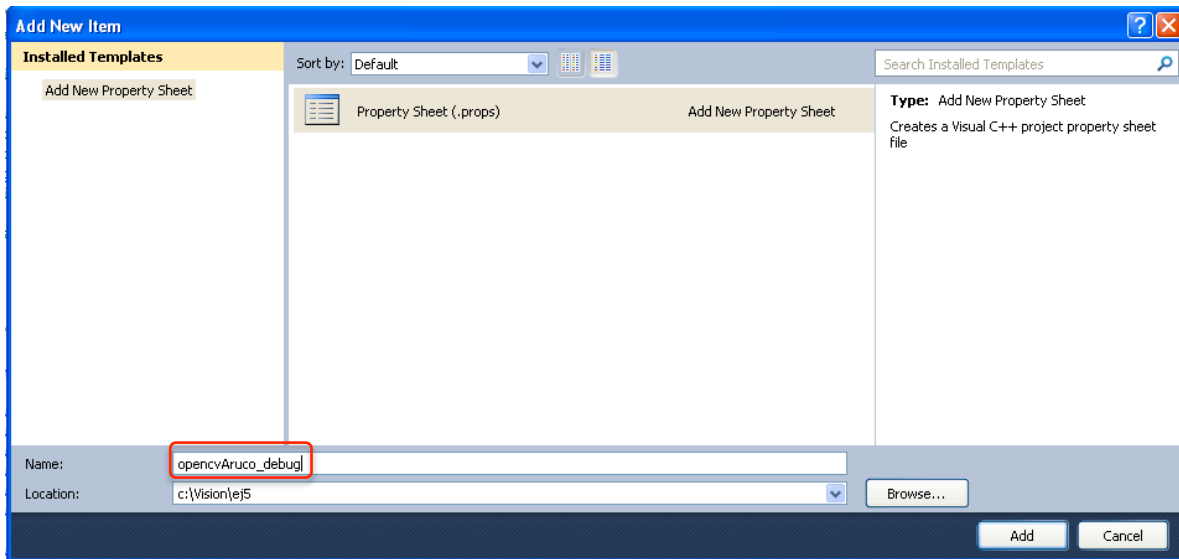 Add New Item
Installed Templates
Add New Property Sheet
Sort by: Default
Search Installed Templates
Property Sheet (.props) Add New Property Sheet
Type: Add New Property Sheet
Creates a Visual C++ project property sheet
file
Name: opencvAruco_debug
Location: c:\Vision\ej5
Browse...
Add Cancel